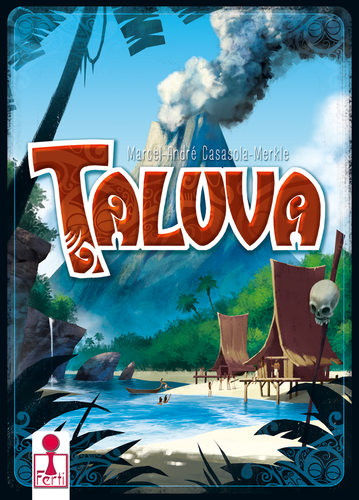 Marcel-André Casasola-Merkle
TALUVA
Ferti